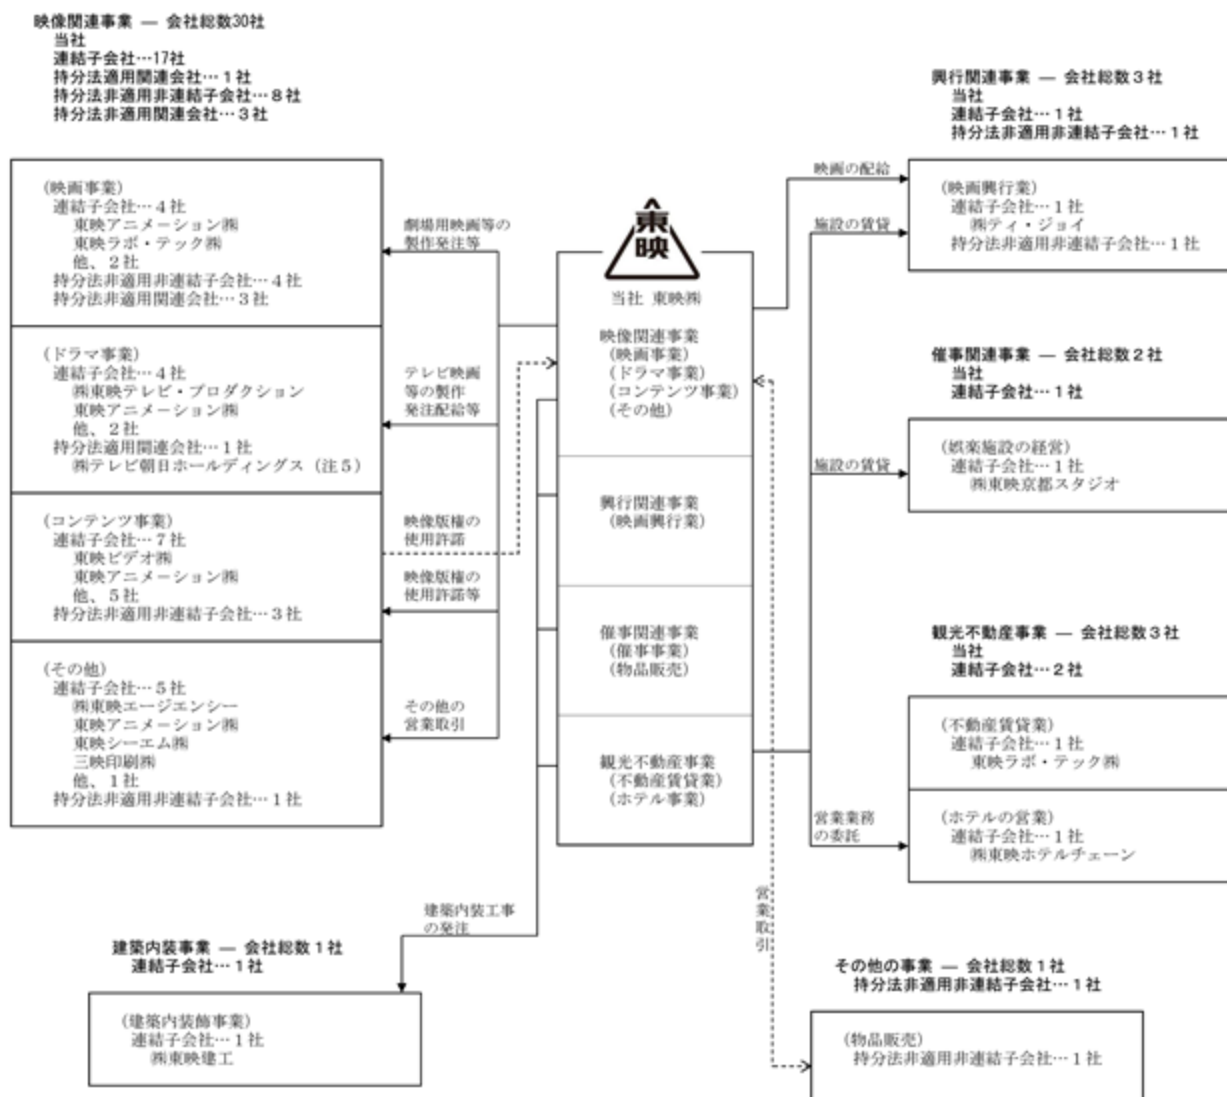 映像関連事業 ― 会社総数30社
当社
連結子会社…17社
持分法適用関連会社…1社
持分法非適用非連結子会社…8社
持分法非適用関連会社…3社
(映画事業)
連結子会社…4社
東映アニメーション㈱
東映ラボ・テック㈱
他、2社
持分法非適用非連結子会社…4社
持分法非適用関連会社…3社
(ドラマ事業)
連結子会社…4社
㈱東映テレビ・プロダクション
東映アニメーション㈱
他、2社
持分法適用関連会社…1社
㈱テレビ朝日ホールディングス（注5）
(コンテンツ事業)
連結子会社…7社
東映ビデオ㈱
東映アニメーション㈱
他、5社
持分法非適用非連結子会社…3社
(その他)
連結子会社…5社
㈱東映エージエンシー
東映アニメーション㈱
東映シーエム㈱
三映印刷㈱
他、1社
持分法非適用非連結子会社…1社
劇場用映画等の
製作発注等
テレビ映画
等の製作
発注配給等
映像版権の
使用許諾
映像版権の
使用許諾等
その他の
営業取引
東映
当社 東映㈱
映像関連事業
(映画事業)
(ドラマ事業)
(コンテンツ事業)
(その他)
興行関連事業
(映画興行業)
催事関連事業
(催事事業)
(物品販売)
観光不動産事業
(不動産賃貸業)
(ホテル事業)
映画の配給
施設の賃貸
施設の賃貸
営業業務
の委託
営業取引
興行関連事業 ― 会社総数3社
当社
連結子会社…1社
持分法非適用非連結子会社…1社
(映画興行業)
連結子会社…1社
㈱ティ・ジョイ
持分法非適用非連結子会社…1社
催事関連事業 ― 会社総数2社
当社
連結子会社…1社
(娯楽施設の経営)
連結子会社…1社
㈱東映京都スタジオ
観光不動産事業 ― 会社総数3社
当社
連結子会社…2社
(不動産賃貸業)
連結子会社…1社
東映ラボ・テック㈱
(ホテルの営業)
連結子会社…1社
㈱東映ホテルチェーン
建築内装工事
の発注
建築内装事業 ― 会社総数1社
連結子会社…1社
(建築内装飾事業)
連結子会社…1社
㈱東映建工
その他の事業 ― 会社総数1社
持分法非適用非連結子会社…1社
(物品販売)
持分法非適用非連結子会社…1社